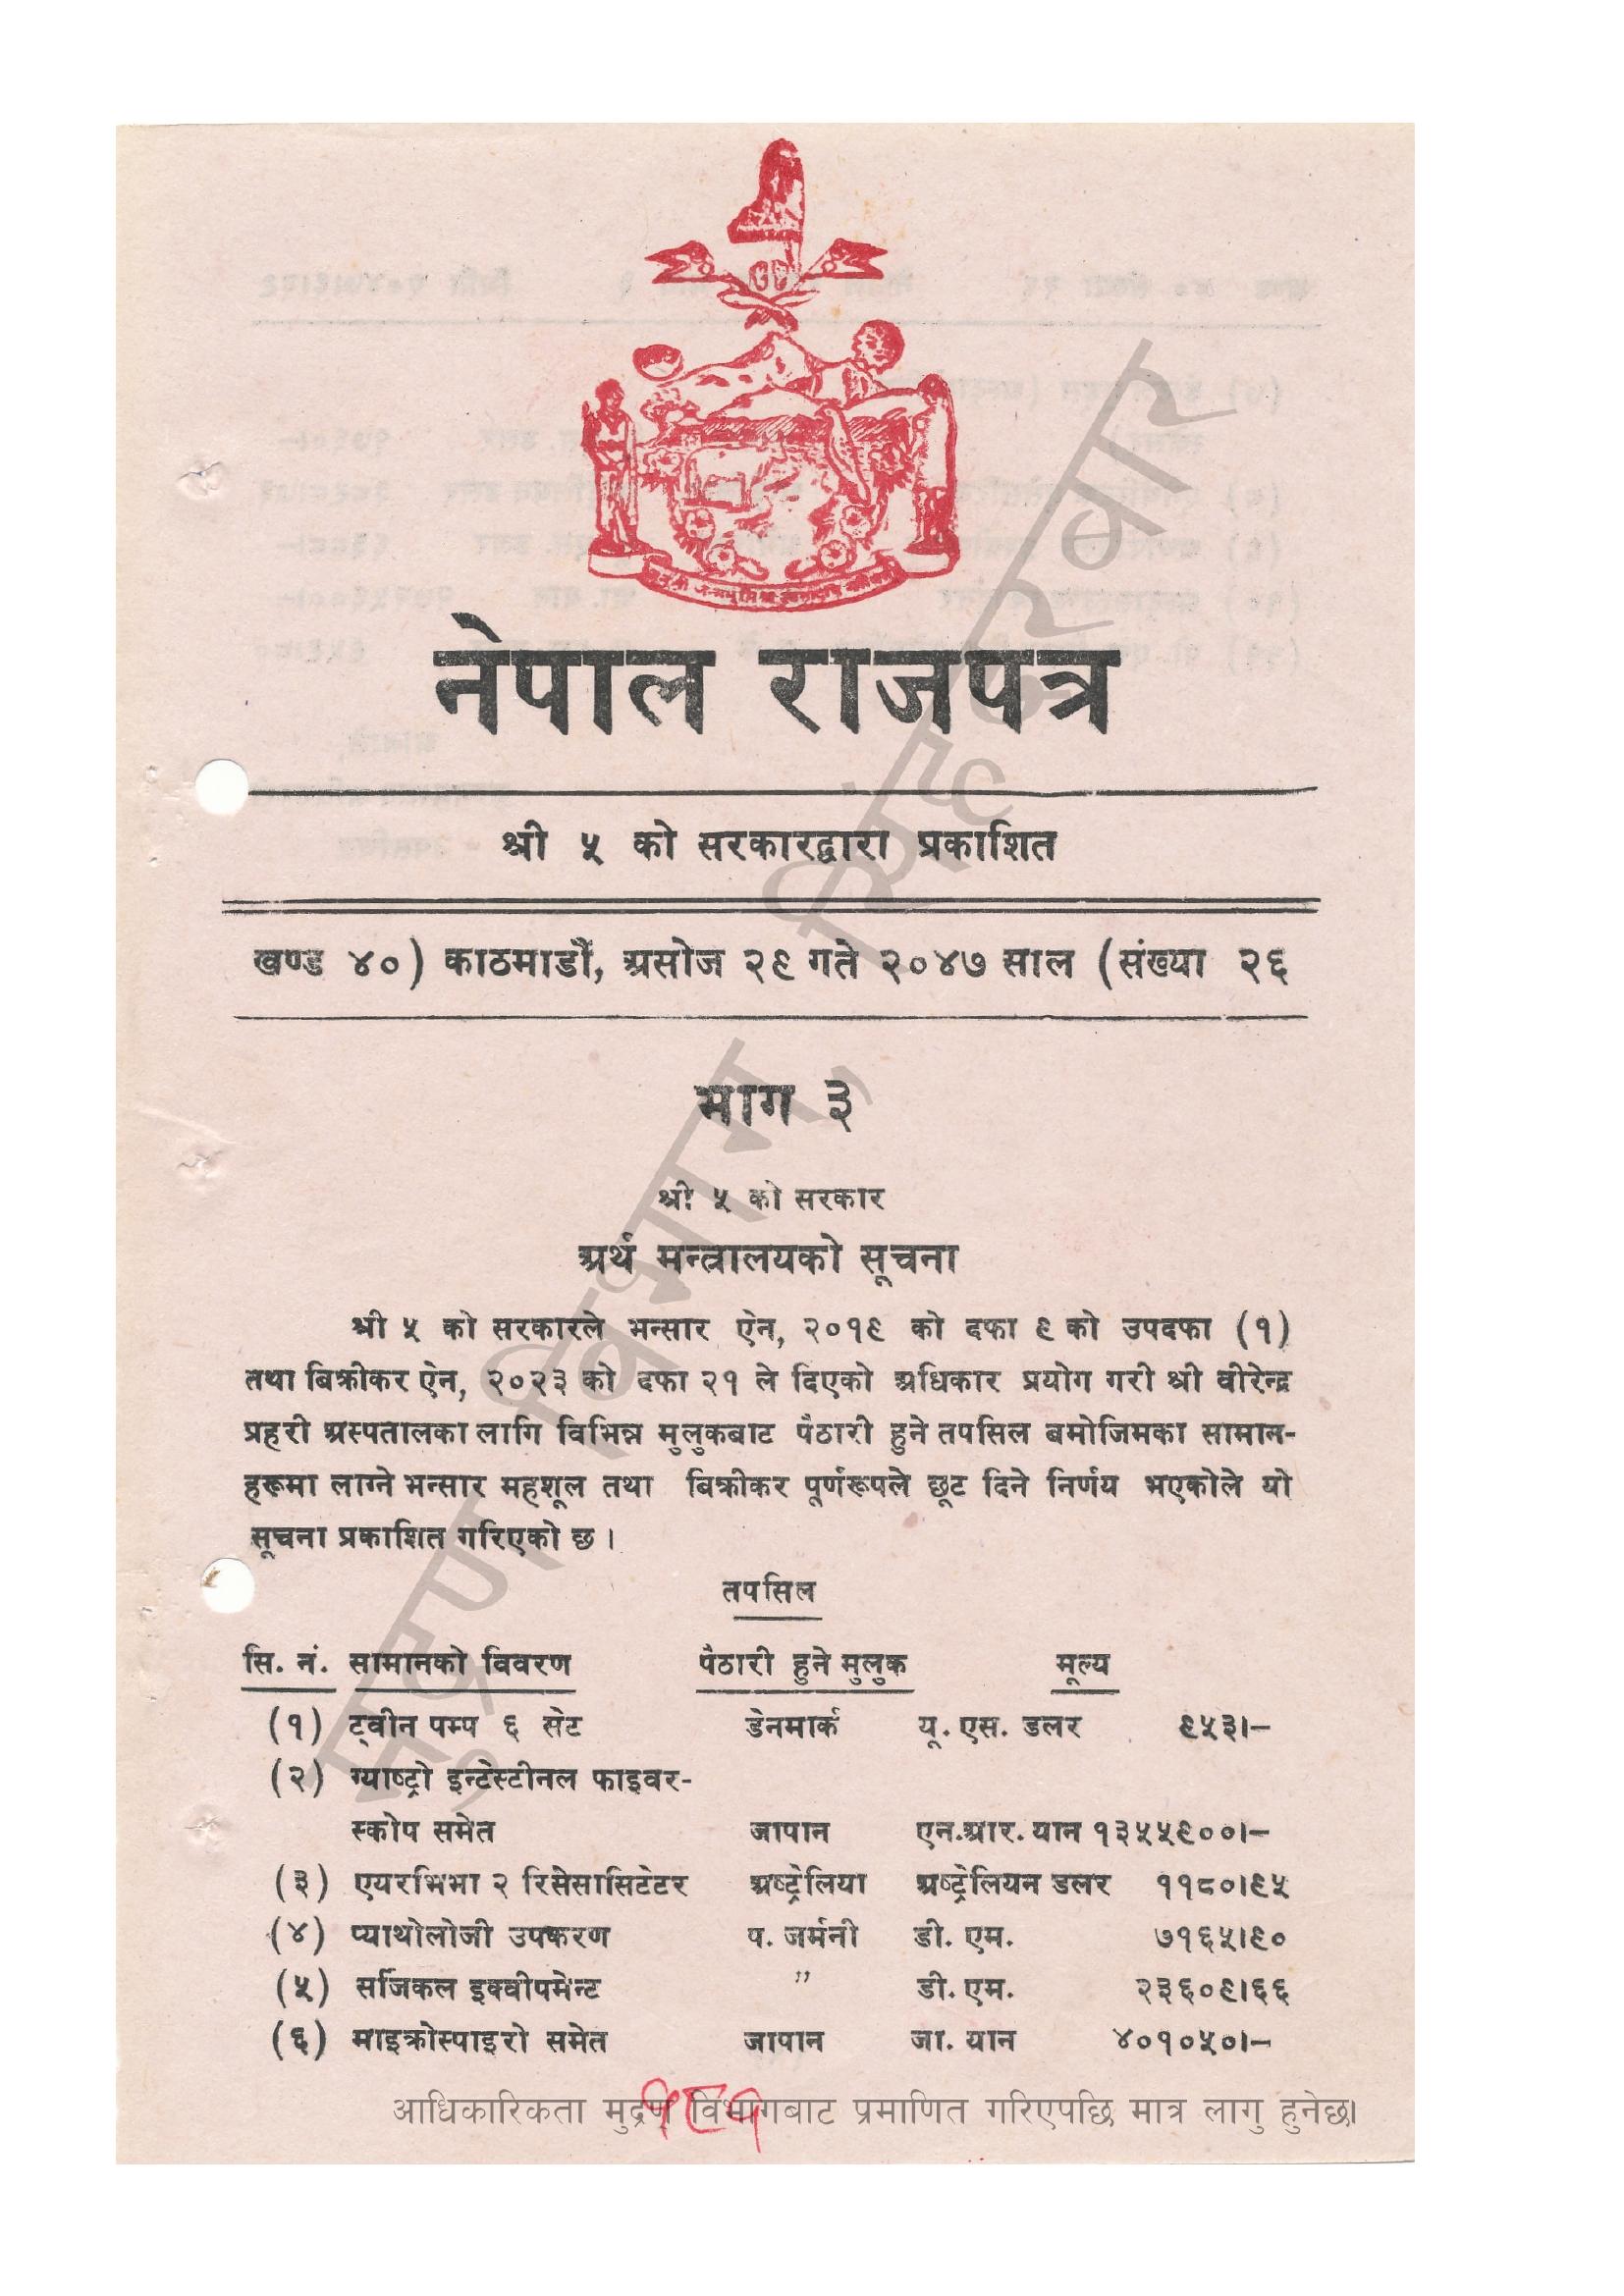 नेपाल राजपत्र
श्री ५ को सरकारद्वारा प्रकाशित
खण्ड ४०) काठमाडौं, असोज २९ गते २०४७ साल (संख्या २६
भाग ३
श्री ५ को सरकार
अर्थ मन्त्रालयको सूचना
श्री ५ को सरकारले भन्सार ऐन, २०१९ को दफा ९ को उपदफा (१)
तथा बिक्रीकर ऐन, २०२३ को दफा २१ ले दिएको अधिकार प्रयोग गरी श्री वीरेन्द्र
प्रहरी अस्पतालका लागि विभिन्न मुलुकबाट पैठारी हुने तपसिल बमोजिमका सामान-
हरूमा लाग्ने भन्सार महशूल तथा बिक्रीकर पूर्णरूपले छूट दिने निर्णय भएकोले यो
सूचना प्रकाशित गरिएको छ ।
तपसिल
सि. नं. सामानको विवरण पैठारी हुने मुलुक मूल्य
(१) ट्वीन पम्प ६ सेट डेनमार्क यू. एस. डलर ९५३।–
(२) ग्याष्ट्रो इन्टेस्टीनल फाइवर-
स्कोप समेत जापान एन.आर. यान १३५५९००।–
(३) एयरभिभा २ रिसेसासिटेटर अष्ट्रेलिया अष्ट्रेलियन डलर ११८०।९५
(४) प्याथोलोजी उपकरण प. जर्मनी डी. एम. ७१६५।९०
(५) सर्जिकल इक्वीपमेन्ट " डी. एम. २३६०९।६६
(६) माइक्रोस्पाइरो समेत जापान जा. यान ४०१०५०।–
१८१
आधिकारिकता मुद्रण विभागबाट प्रमाणित गरिएपछि मात्र लागु हुनेछ।
मुद्रण विभाग, सिंहदरबार